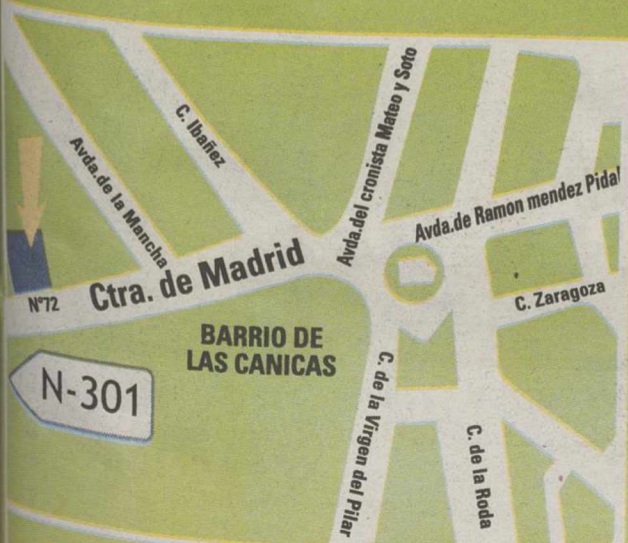 Avda.de la Mancha
C. Ibañez
Avda.del cronista Mateo y Soto
Avda.de Ramon mendez Pidal
Nº72
Ctra. de Madrid
C. Zaragoza
BARRIO DE
LAS CANICAS
N-301
C. de la Virgen del Pilar
C. de la Roda